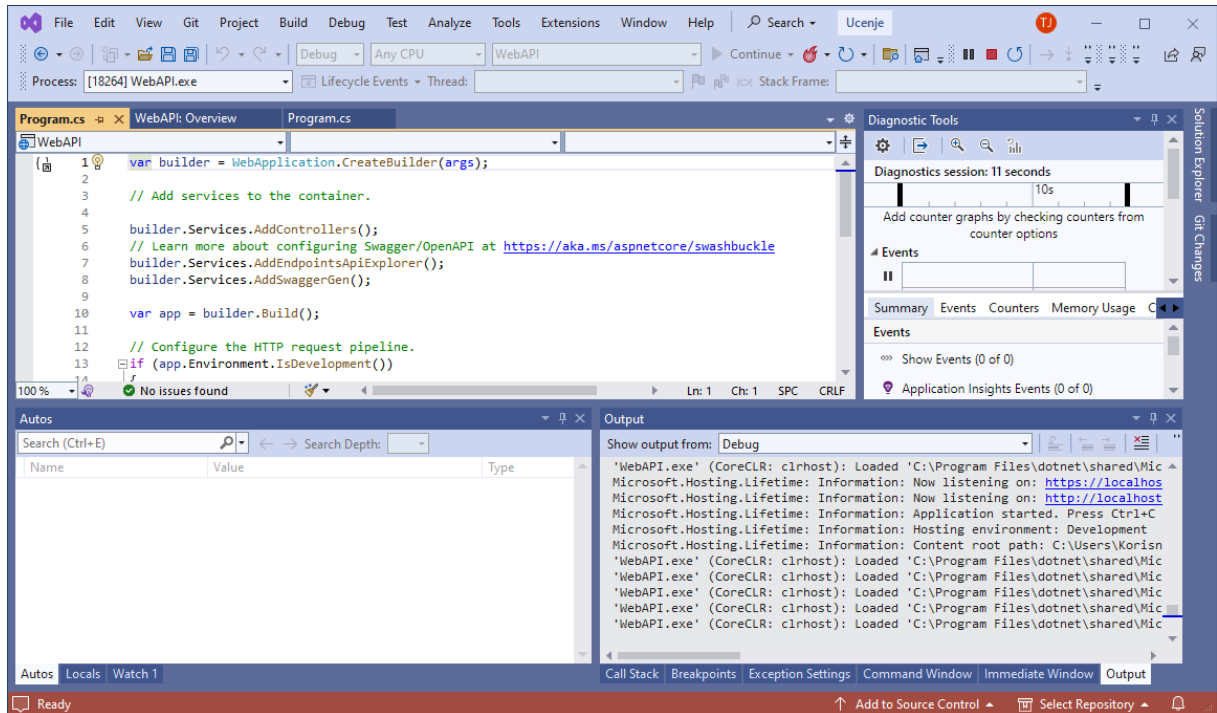 File Edit View Git Project Build Debug Test Analyze Tools Extensions Window Help Search Ucenje TJ
Debug Any CPU WebAPI Continue
Process: [18264] WebAPI.exe Lifecycle Events Thread: Stack Frame:
Program.cs WebAPI: Overview Program.cs
WebAPI
1 var builder = WebApplication.CreateBuilder(args);
2
3 // Add services to the container.
4
5 builder.Services.AddControllers();
6 // Learn more about configuring Swagger/OpenAPI at https://aka.ms/aspnetcore/swashbuckle
7 builder.Services.AddEndpointsApiExplorer();
8 builder.Services.AddSwaggerGen();
9
10 var app = builder.Build();
11
12 // Configure the HTTP request pipeline.
13 if (app.Environment.IsDevelopment())
14 {
100 % No issues found Ln: 1 Ch: 1 SPC CRLF
Diagnostic Tools
Diagnostics session: 11 seconds
10s
Add counter graphs by checking counters from
counter options
Events
Summary Events Counters Memory Usage C
Events
Show Events (0 of 0)
Application Insights Events (0 of 0)
Solution Explorer
Git Changes
Autos
Search (Ctrl+E) Search Depth:
Name Value Type
Autos Locals Watch 1
Output
Show output from: Debug
'WebAPI.exe' (CoreCLR: clrhost): Loaded 'C:\Program Files\dotnet\shared\Mic
Microsoft.Hosting.Lifetime: Information: Now listening on: https://localhos
Microsoft.Hosting.Lifetime: Information: Now listening on: http://localhost
Microsoft.Hosting.Lifetime: Information: Application started. Press Ctrl+C
Microsoft.Hosting.Lifetime: Information: Hosting environment: Development
Microsoft.Hosting.Lifetime: Information: Content root path: C:\Users\Korisn
'WebAPI.exe' (CoreCLR: clrhost): Loaded 'C:\Program Files\dotnet\shared\Mic
'WebAPI.exe' (CoreCLR: clrhost): Loaded 'C:\Program Files\dotnet\shared\Mic
'WebAPI.exe' (CoreCLR: clrhost): Loaded 'C:\Program Files\dotnet\shared\Mic
'WebAPI.exe' (CoreCLR: clrhost): Loaded 'C:\Program Files\dotnet\shared\Mic
'WebAPI.exe' (CoreCLR: clrhost): Loaded 'C:\Program Files\dotnet\shared\Mic
Call Stack Breakpoints Exception Settings Command Window Immediate Window Output
Ready Add to Source Control Select Repository